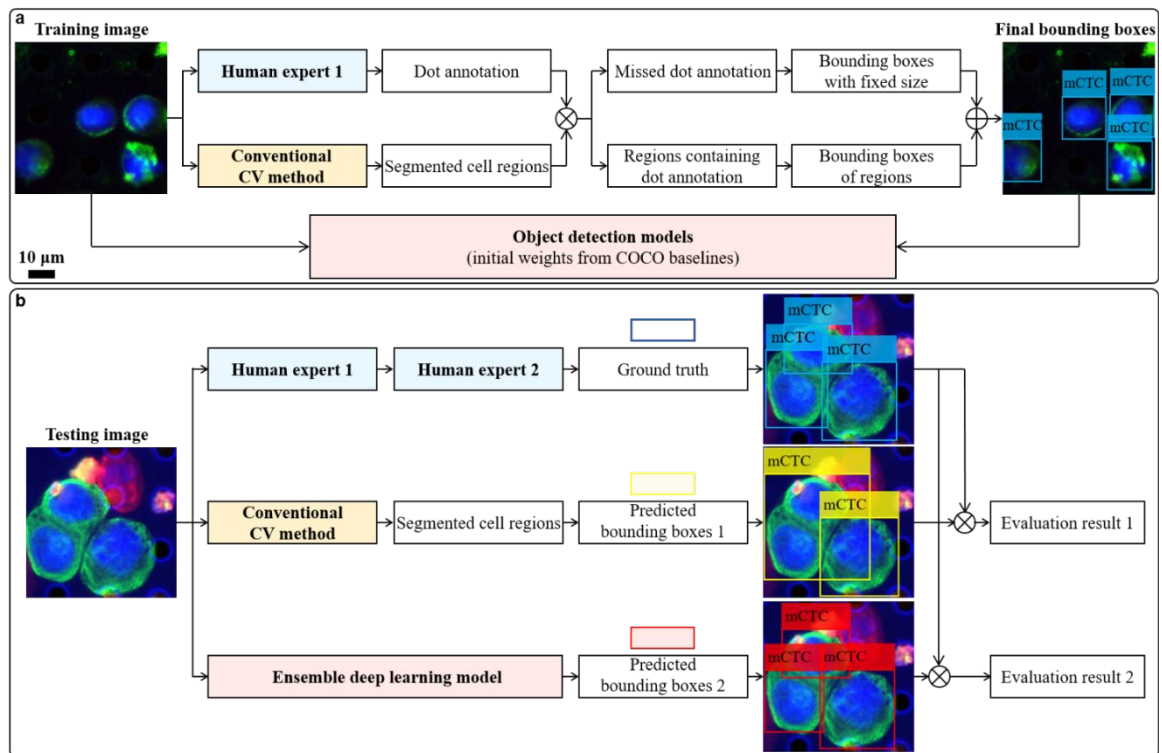 a
Training image
Final bounding boxes
Human expert 1
Dot annotation
Missed dot annotation
Bounding boxes
with fixed size
mCTC
mCTC
mCTC
mCTC
Conventional
CV method
Segmented cell regions
Regions containing
dot annotation
Bounding boxes
of regions
Object detection models
(initial weights from COCO baselines)
10 μm
b
Human expert 1
Human expert 2
Ground truth
mCTC
mCTC
mCTC
Testing image
Conventional
CV method
Segmented cell regions
Predicted
bounding boxes 1
mCTC
mCTC
Evaluation result 1
Ensemble deep learning model
Predicted
bounding boxes 2
mCTC
mCTC
mCTC
Evaluation result 2